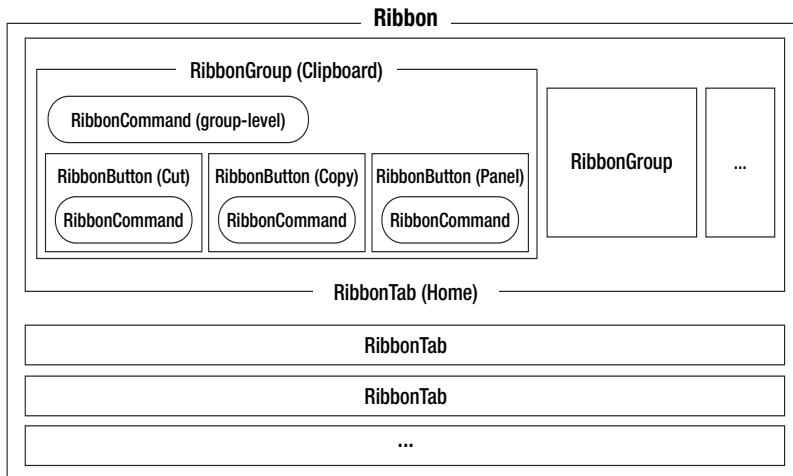 Ribbon
RibbonGroup (Clipboard)
RibbonCommand (group-level)
RibbonButton (Cut)
RibbonCommand
RibbonButton (Copy)
RibbonCommand
RibbonButton (Panel)
RibbonCommand
RibbonGroup
...
RibbonTab (Home)
RibbonTab
RibbonTab
...